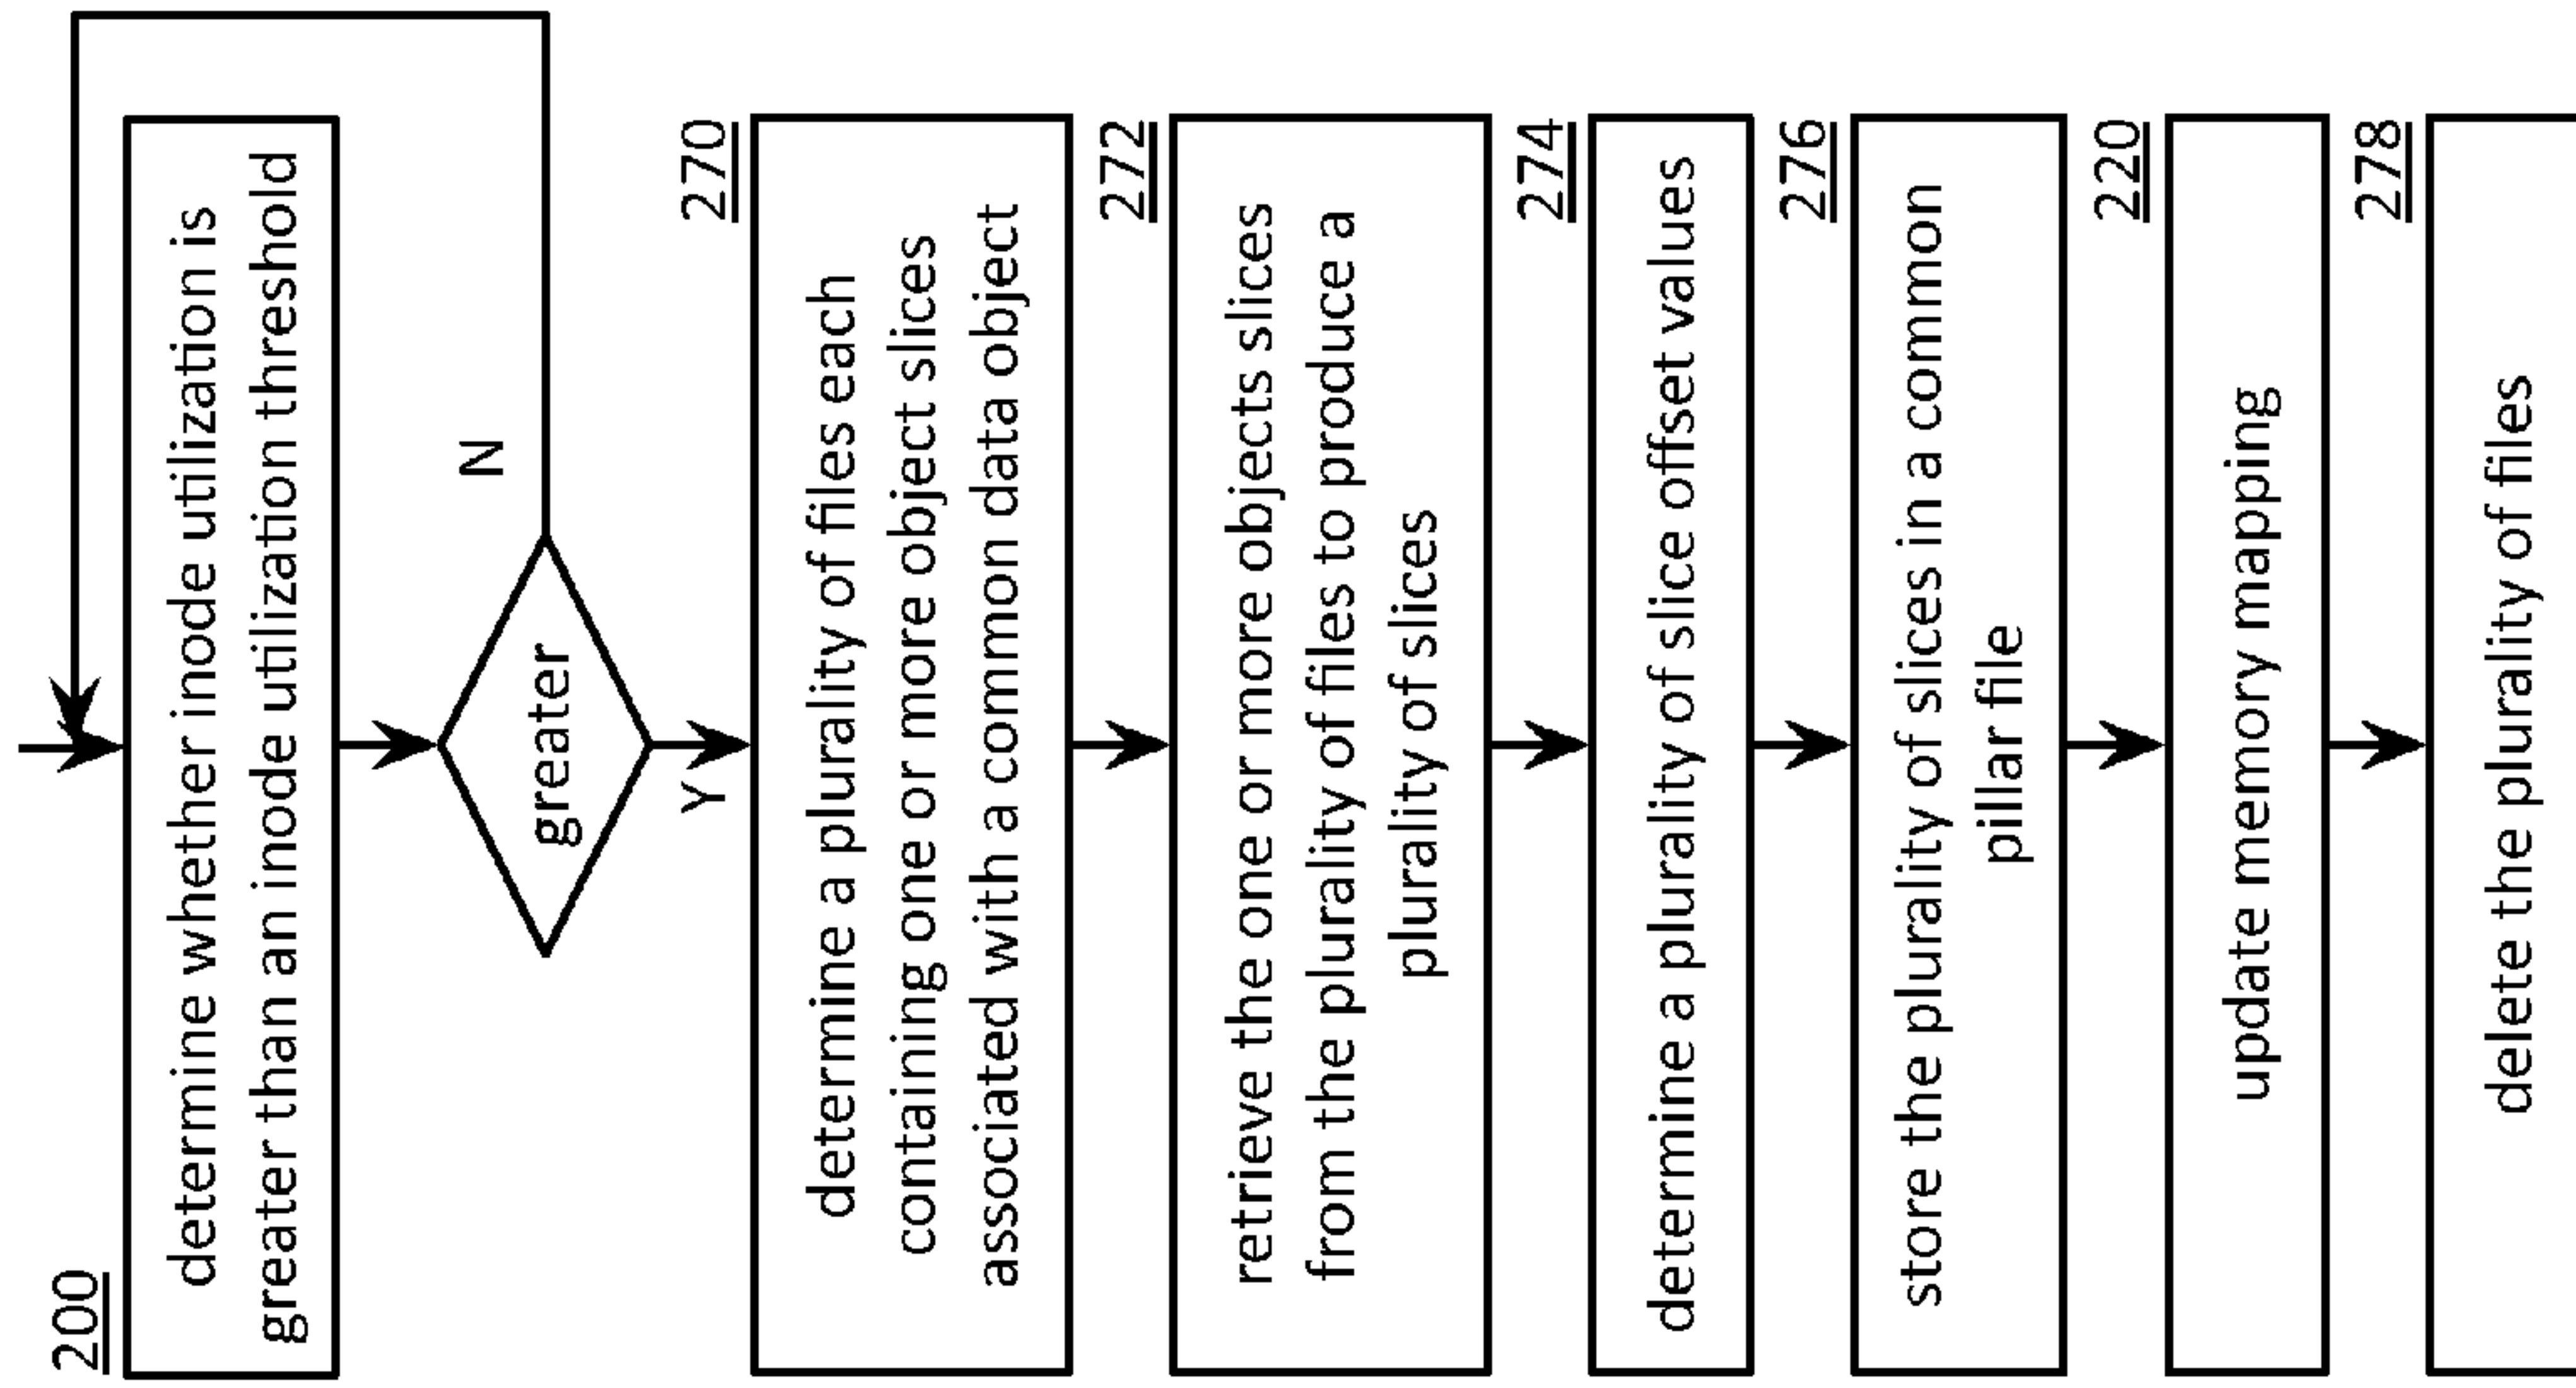 200
determine whether inode utilization is
greater than an inode utilization threshold
greater
N
Y
270
determine a plurality of files each
containing one or more object slices
associated with a common data object
272
retrieve the one or more objects slices
from the plurality of files to produce a
plurality of slices
274
determine a plurality of slice offset values
276
store the plurality of slices in a common
pillar file
220
update memory mapping
278
delete the plurality of files